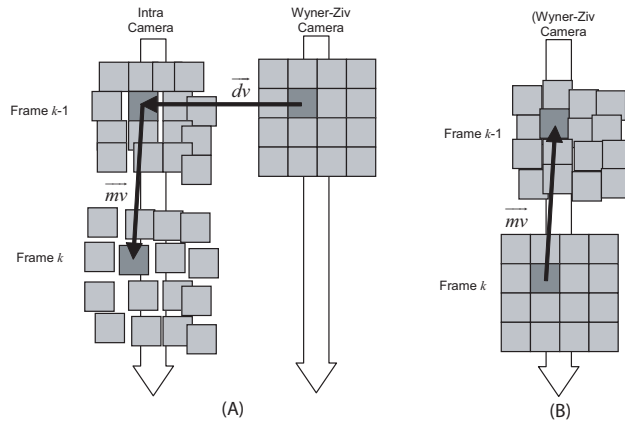 Intra
Camera
Wyner-Ziv
Camera
(Wyner-Ziv
Camera
Frame k-1
dv
Frame k-1
mv
mv
Frame k
Frame k
(A)
(B)